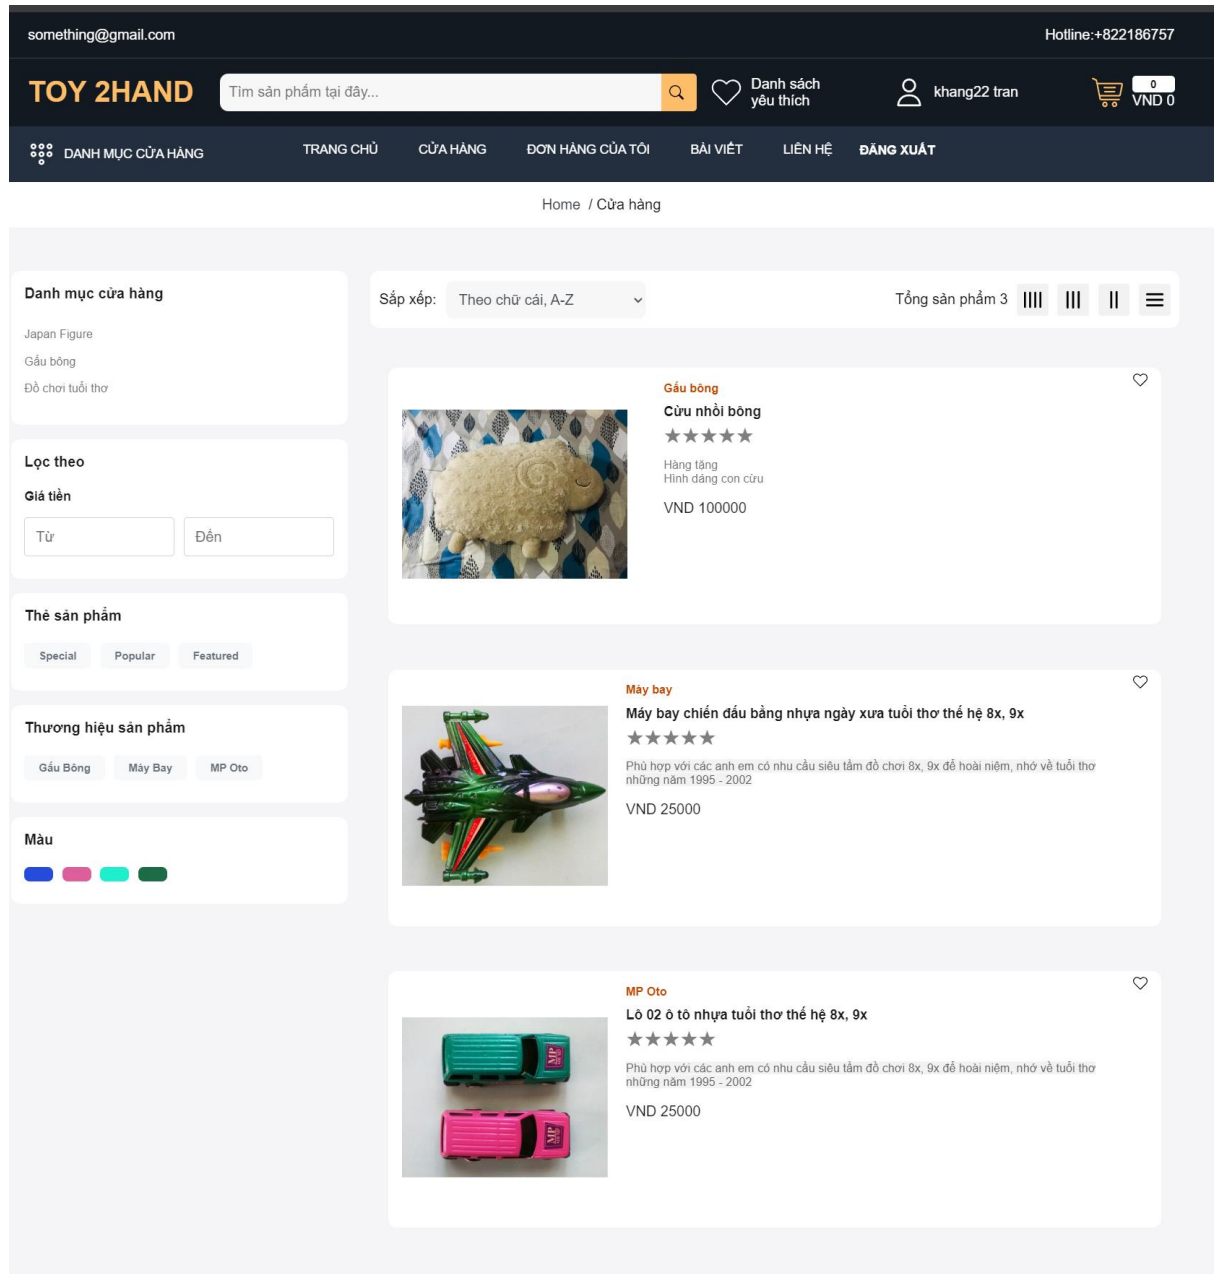 something@gmail.com
Hotline:+822186757
TOY 2HAND
Tìm sản phẩm tại đây...
Danh sách
yêu thích
khang22 tran
0
VND 0
DANH MỤC CỬA HÀNG
TRANG CHỦ
CỬA HÀNG
ĐƠN HÀNG CỦA TÔI
BÀI VIẾT
LIÊN HỆ
ĐĂNG XUẤT
Home / Cửa hàng
Danh mục cửa hàng
Japan Figure
Gấu bông
Đồ chơi tuổi thơ
Lọc theo
Giá tiền
Từ
Đến
Thẻ sản phẩm
Special
Popular
Featured
Thương hiệu sản phẩm
Gấu Bông
Máy Bay
MP Oto
Màu
Sắp xếp:
Theo chữ cái, A-Z
Tổng sản phẩm 3
Gấu bông
Cừu nhồi bông
Hàng tặng
Hình dáng con cừu
VND 100000
Máy bay
Máy bay chiến đấu bằng nhựa ngày xưa tuổi thơ thế hệ 8x, 9x
Phù hợp với các anh em có nhu cầu siêu tầm đồ chơi 8x, 9x để hoài niệm, nhớ về tuổi thơ
những năm 1995 - 2002
VND 25000
MP Oto
Lô 02 ô tô nhựa tuổi thơ thế hệ 8x, 9x
Phù hợp với các anh em có nhu cầu siêu tầm đồ chơi 8x, 9x để hoài niệm, nhớ về tuổi thơ
những năm 1995 - 2002
VND 25000
MP
MP